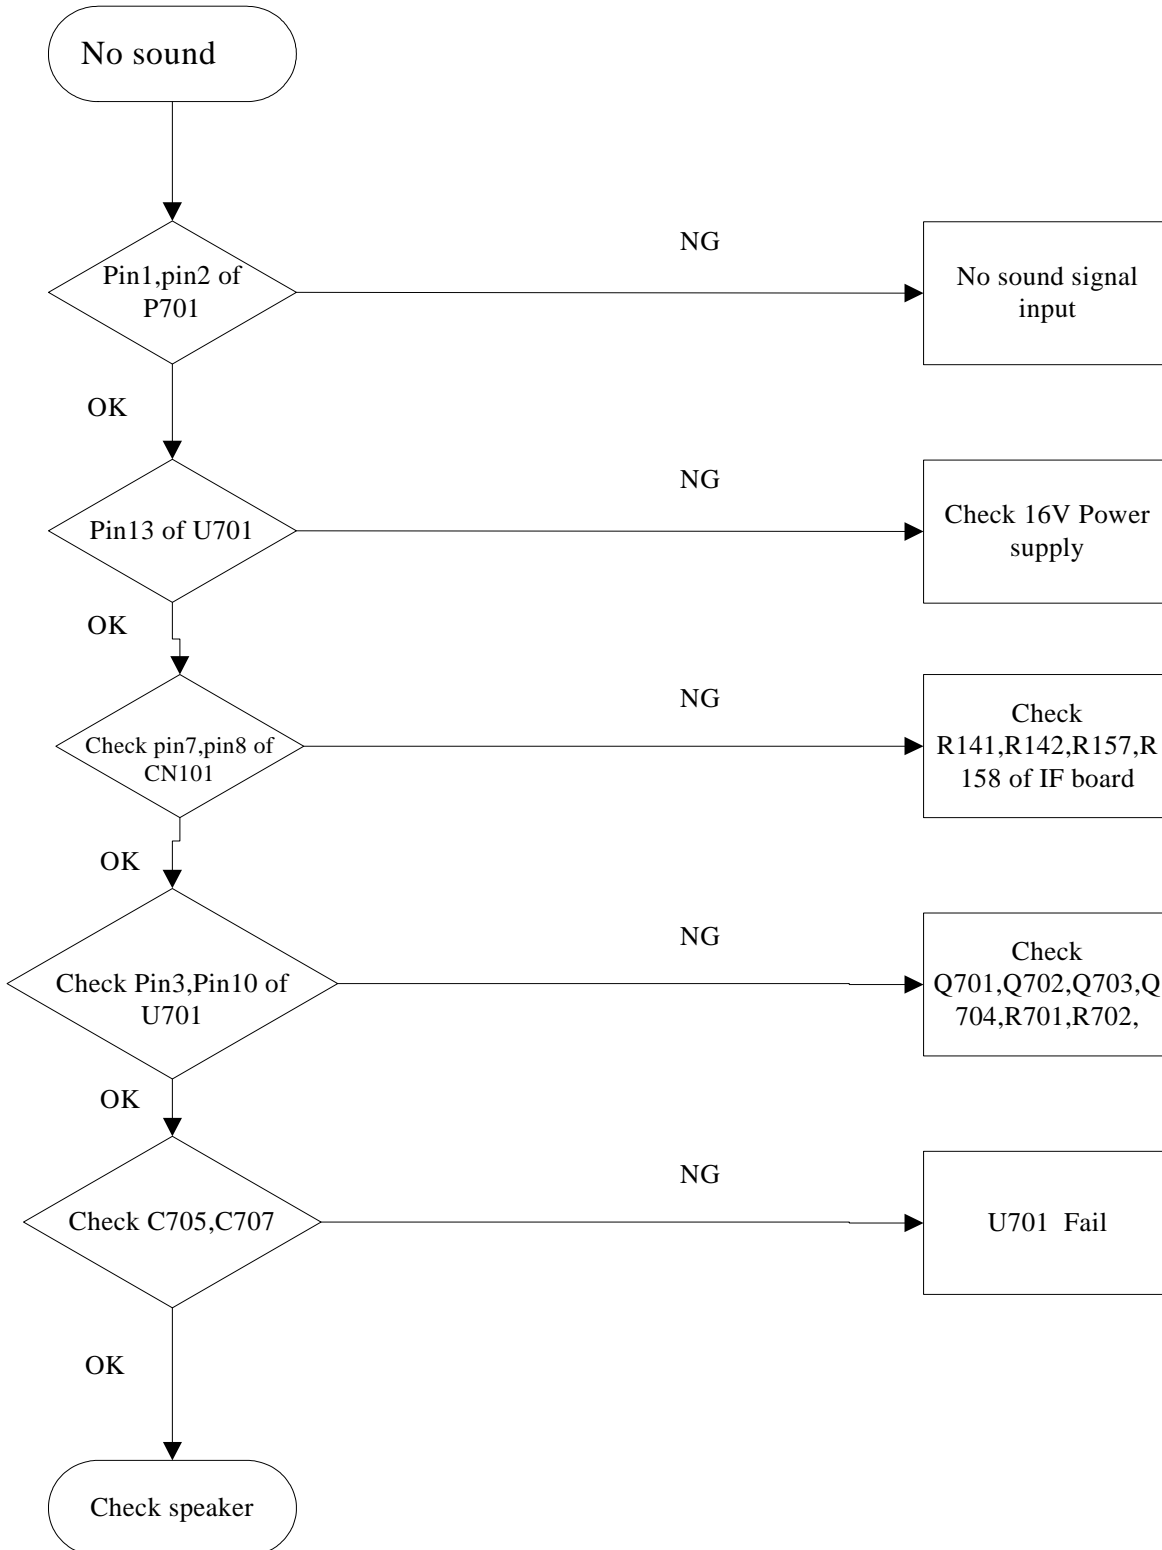 No sound
NG
Pin1,pin2 of
P701
No sound signal
input
OK
NG
Pin13 of U701
Check 16V Power
supply
OK
NG
Check pin7,pin8 of
CN101
Check
R141,R142,R157,R
158 of IF board
OK
NG
Check Pin3,Pin10 of
U701
Check
Q701,Q702,Q703,Q
704,R701,R702,
OK
NG
Check C705,C707
U701 Fail
OK
Check speaker